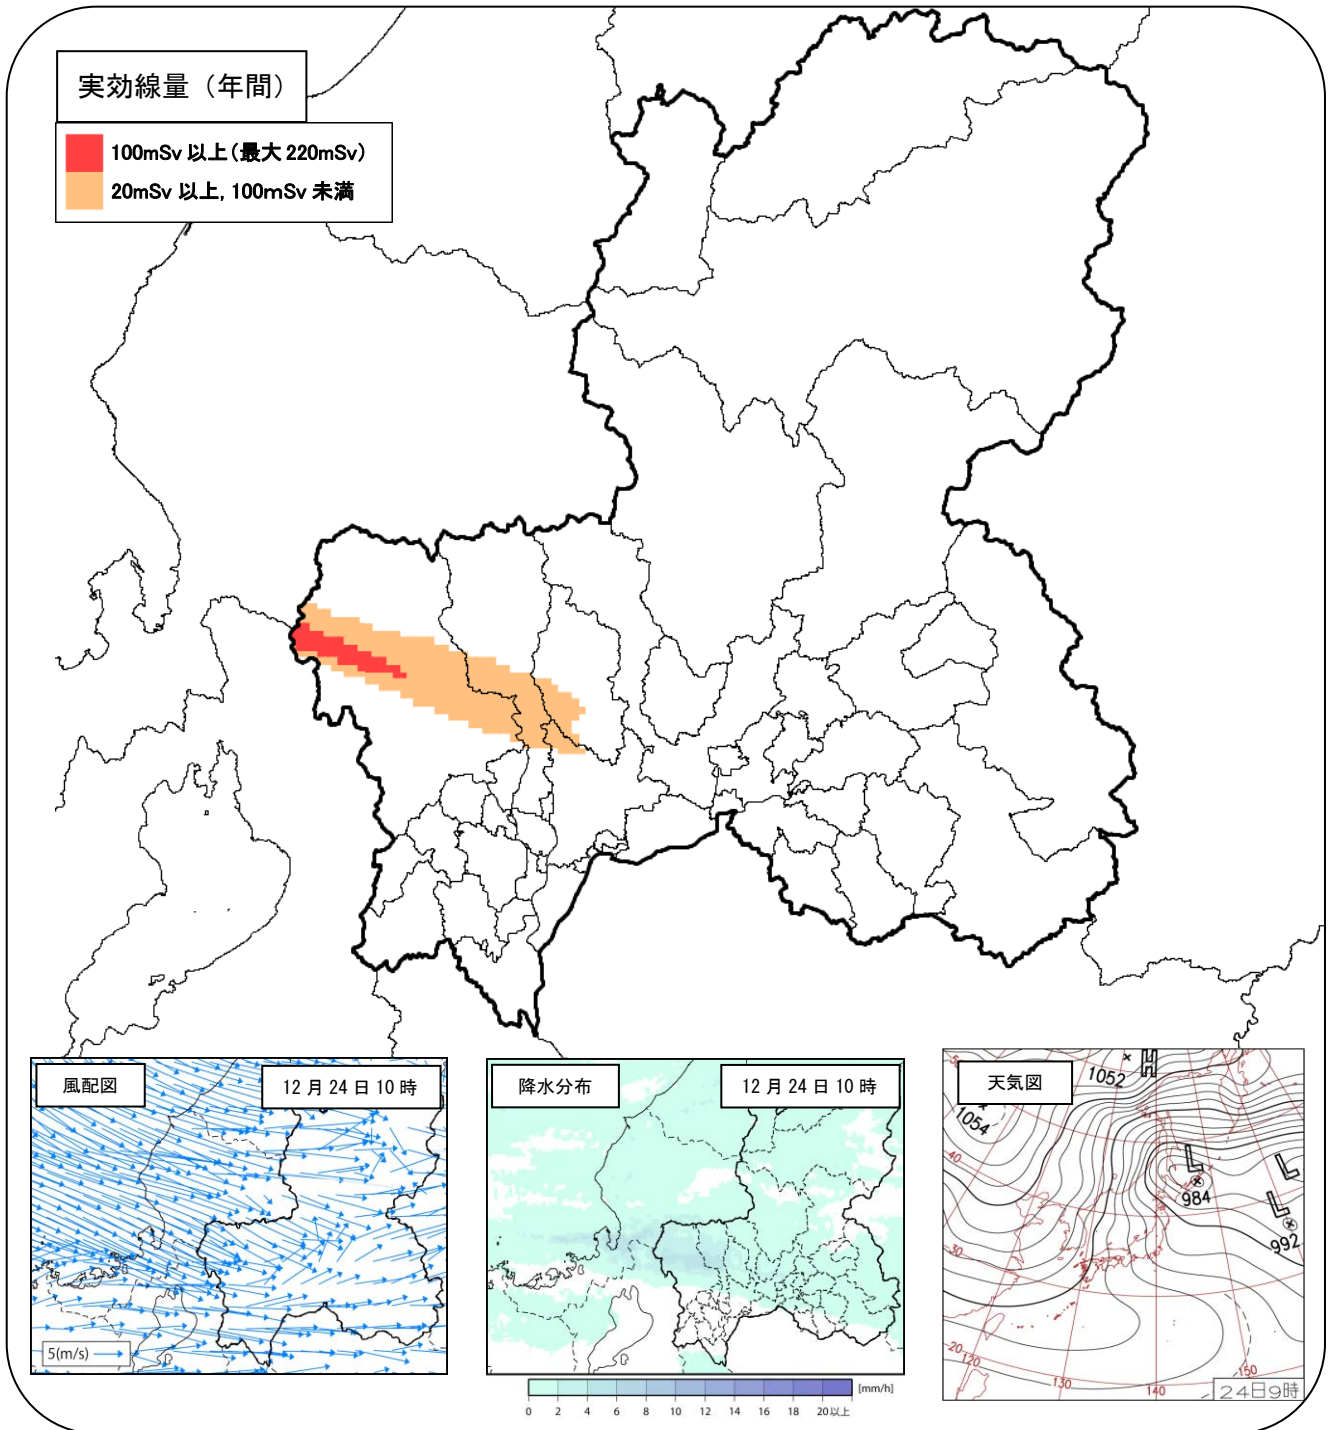 実効線量（年間）
100mSv 以上（最大 220mSv）
20mSv 以上, 100mSv 未満
風配図
12 月 24 日 10 時
5(m/s)
降水分布
12 月 24 日 10 時
[mm/h]
0 2 4 6 8 10 12 14 16 18 20以上
天気図
1052
H
1054
40
30
20
120
130
140
150
L
984
L
L
992
24日9時